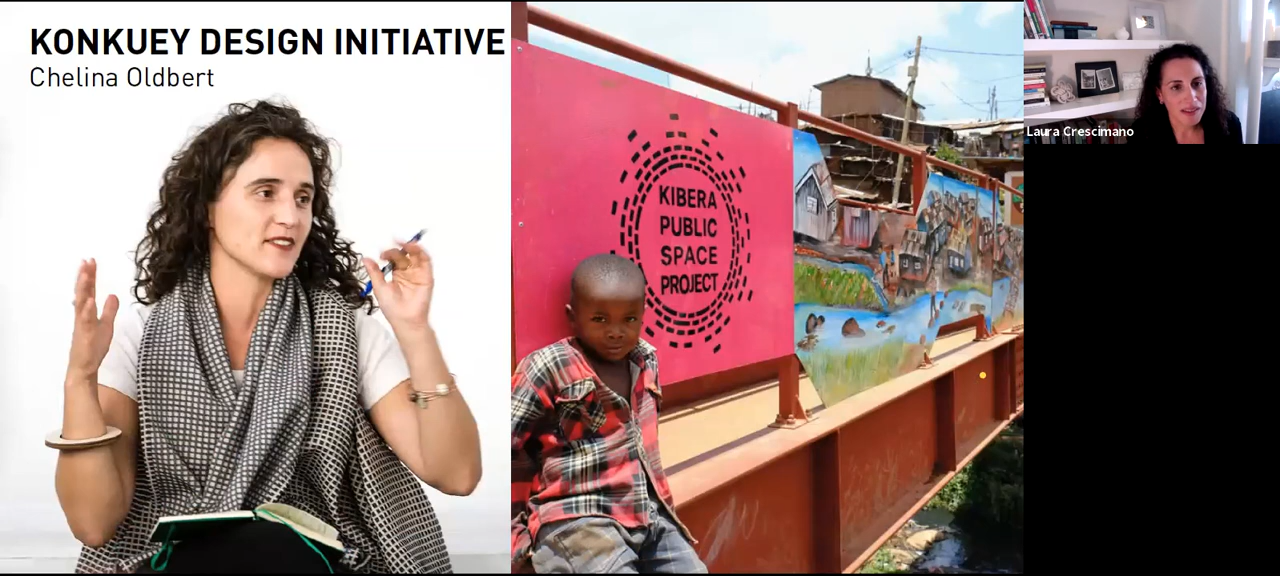 KONKUEY DESIGN INITIATIVE
Chelina Oldbert
KIBERA
PUBLIC
SPACE
PROJECT
Laura Crescimano